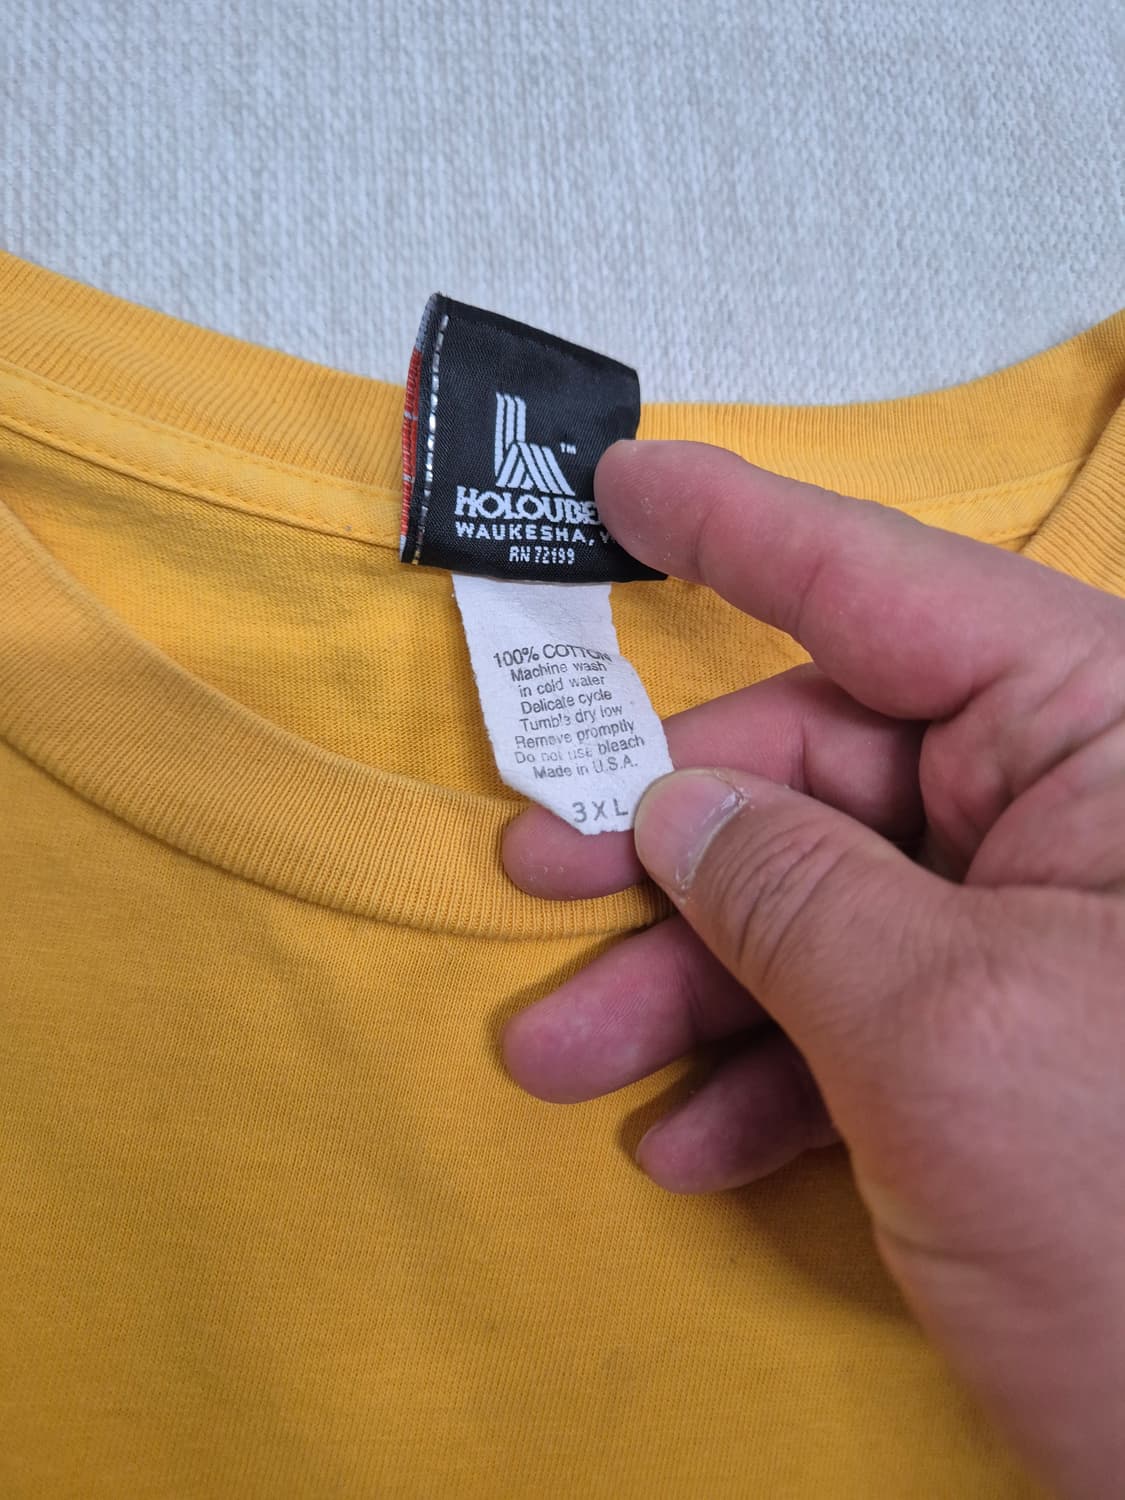 ™
HOLOUBE
WAUKESHA,
RN 72199
100% COTTON
Machine wash
in cold water
Delicate cycle
Tumble dry low
Remove promptly
Do not use bleach
Made in U.S.A.
3XL